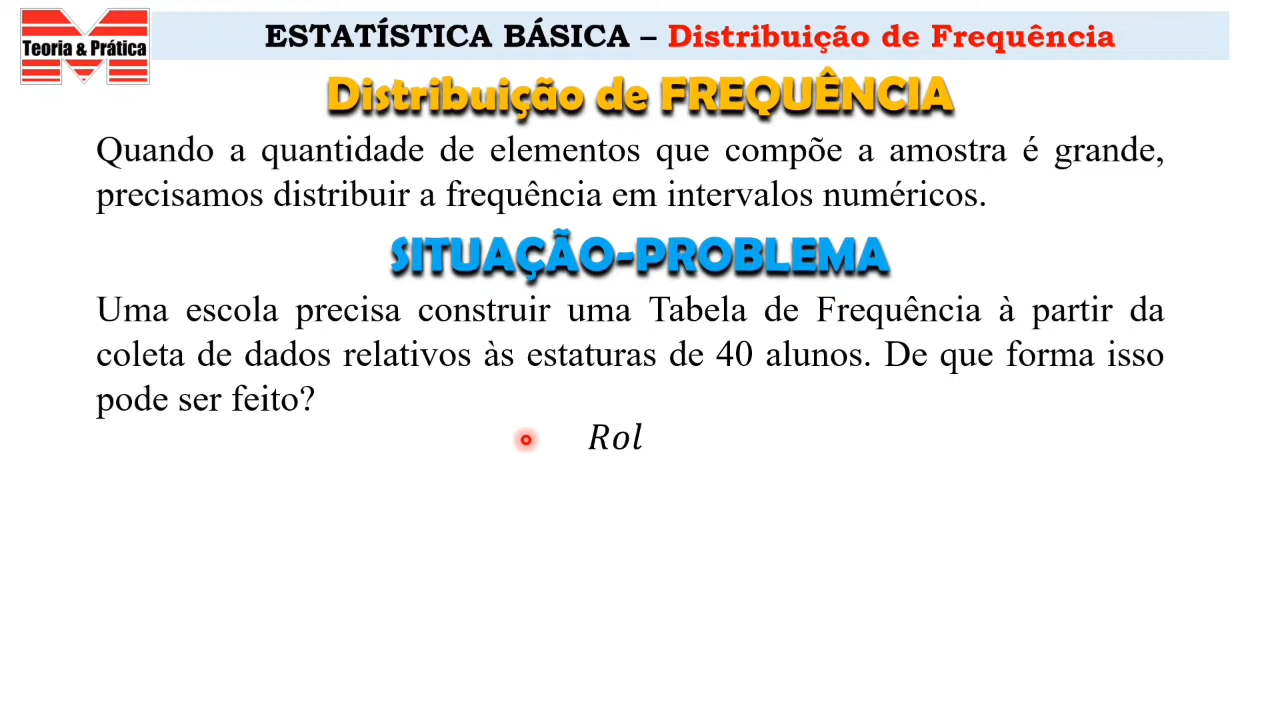 Teoria & Prática
ESTATÍSTICA BÁSICA – Distribuição de Frequência
Distribuição de FREQUÊNCIA
Quando a quantidade de elementos que compõe a amostra é grande,
precisamos distribuir a frequência em intervalos numéricos.
SITUAÇÃO-PROBLEMA
Uma escola precisa construir uma Tabela de Frequência à partir da
coleta de dados relativos às estaturas de 40 alunos. De que forma isso
pode ser feito?
Rol